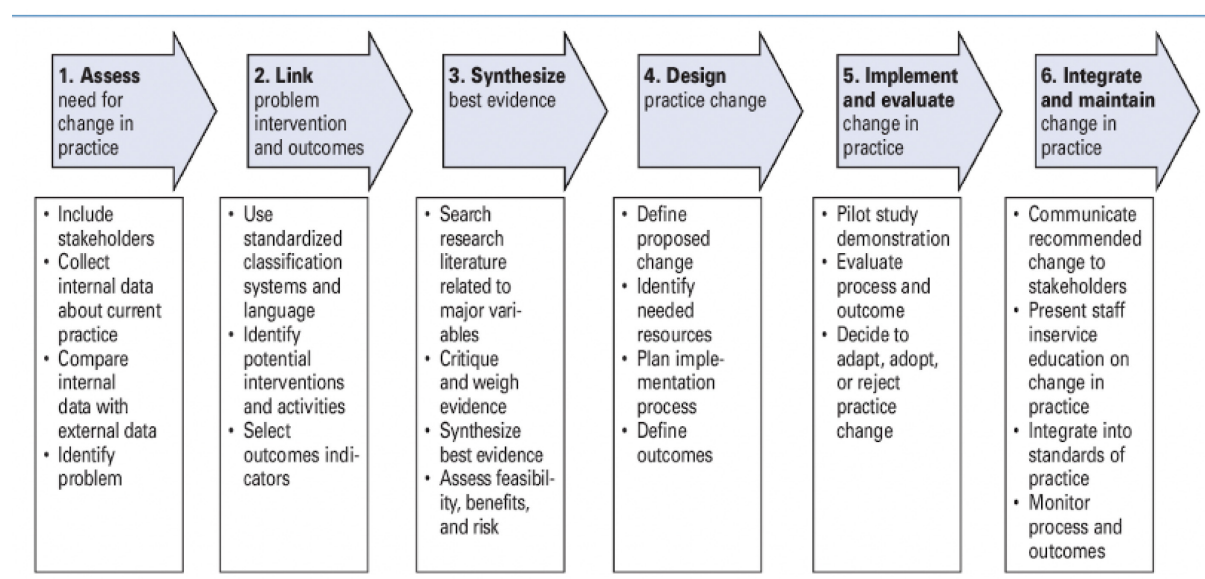 1. Assess
need for
change in
practice
2. Link
problem
intervention
and outcomes
3. Synthesize
best evidence
4. Design
practice change
5. Implement
and evaluate
change in
practice
6. Integrate
and maintain
change in
practice
• Include
stakeholders
• Collect
internal data
about current
practice
• Compare
internal
data with
external data
• Identify
problem
• Use
standardized
classification
systems and
language
• Identify
potential
interventions
and activities
• Select
outcomes indi-
cators
• Search
research
literature
related to
major vari-
ables
• Critique
and weigh
evidence
• Synthesize
best evidence
• Assess feasibil-
ity, benefits,
and risk
• Define
proposed
change
• Identify
needed
resources
• Plan imple-
mentation
process
• Define
outcomes
• Pilot study
demonstration
• Evaluate
process and
outcome
• Decide to
adapt, adopt,
or reject
practice
change
• Communicate
recommended
change to
stakeholders
• Present staff
inservice
education on
change in
practice
• Integrate into
standards of
practice
• Monitor
process and
outcomes